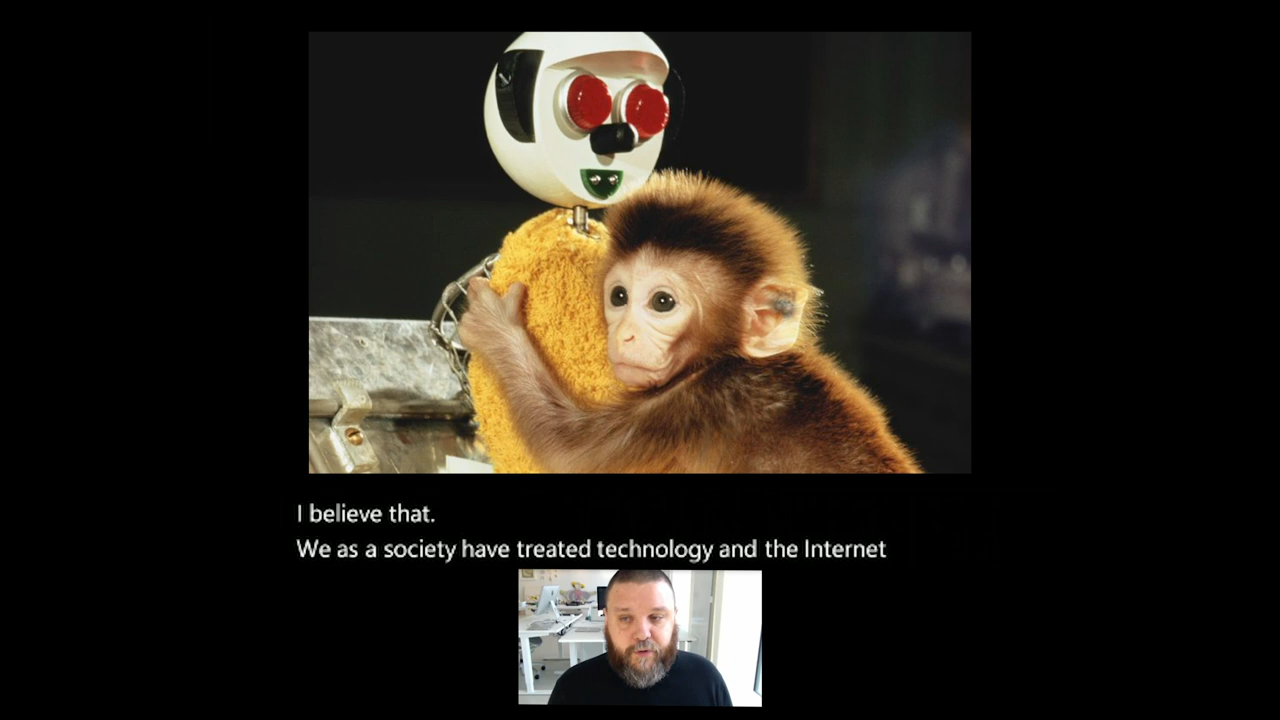 I believe that.
We as a society have treated technology and the Internet